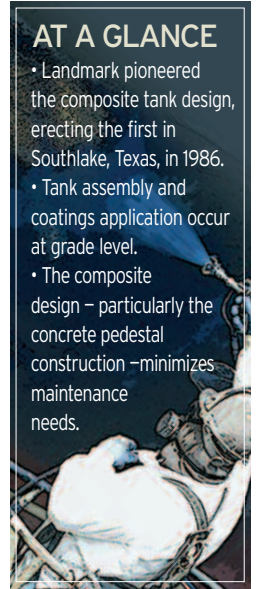 AT A GLANCE
• Landmark pioneered
the composite tank design,
erecting the first in
Southlake, Texas, in 1986.
• Tank assembly and
coatings application occur
at grade level.
• The composite
design – particularly the
concrete pedestal
construction –minimizes
maintenance
needs.